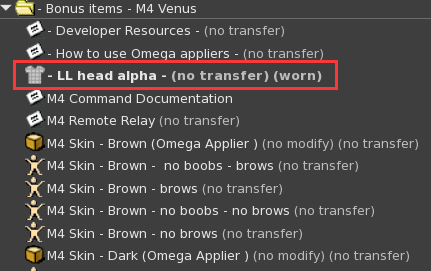 - Bonus items - M4 Venus
- Developer Resources - (no transfer)
- How to use Omega appliers - (no transfer)
- LL head alpha - (no transfer) (worn)
M4 Command Documentation
M4 Remote Relay (no transfer)
M4 Skin - Brown (Omega Applier ) (no modify) (no transfer)
M4 Skin - Brown - no boobs - brows (no transfer)
M4 Skin - Brown - brows (no transfer)
M4 Skin - Brown - no boobs - no brows (no transfer)
M4 Skin - Brown - no brows (no transfer)
M4 Skin - Dark (Omega Applier ) (no modify) (no transfer)